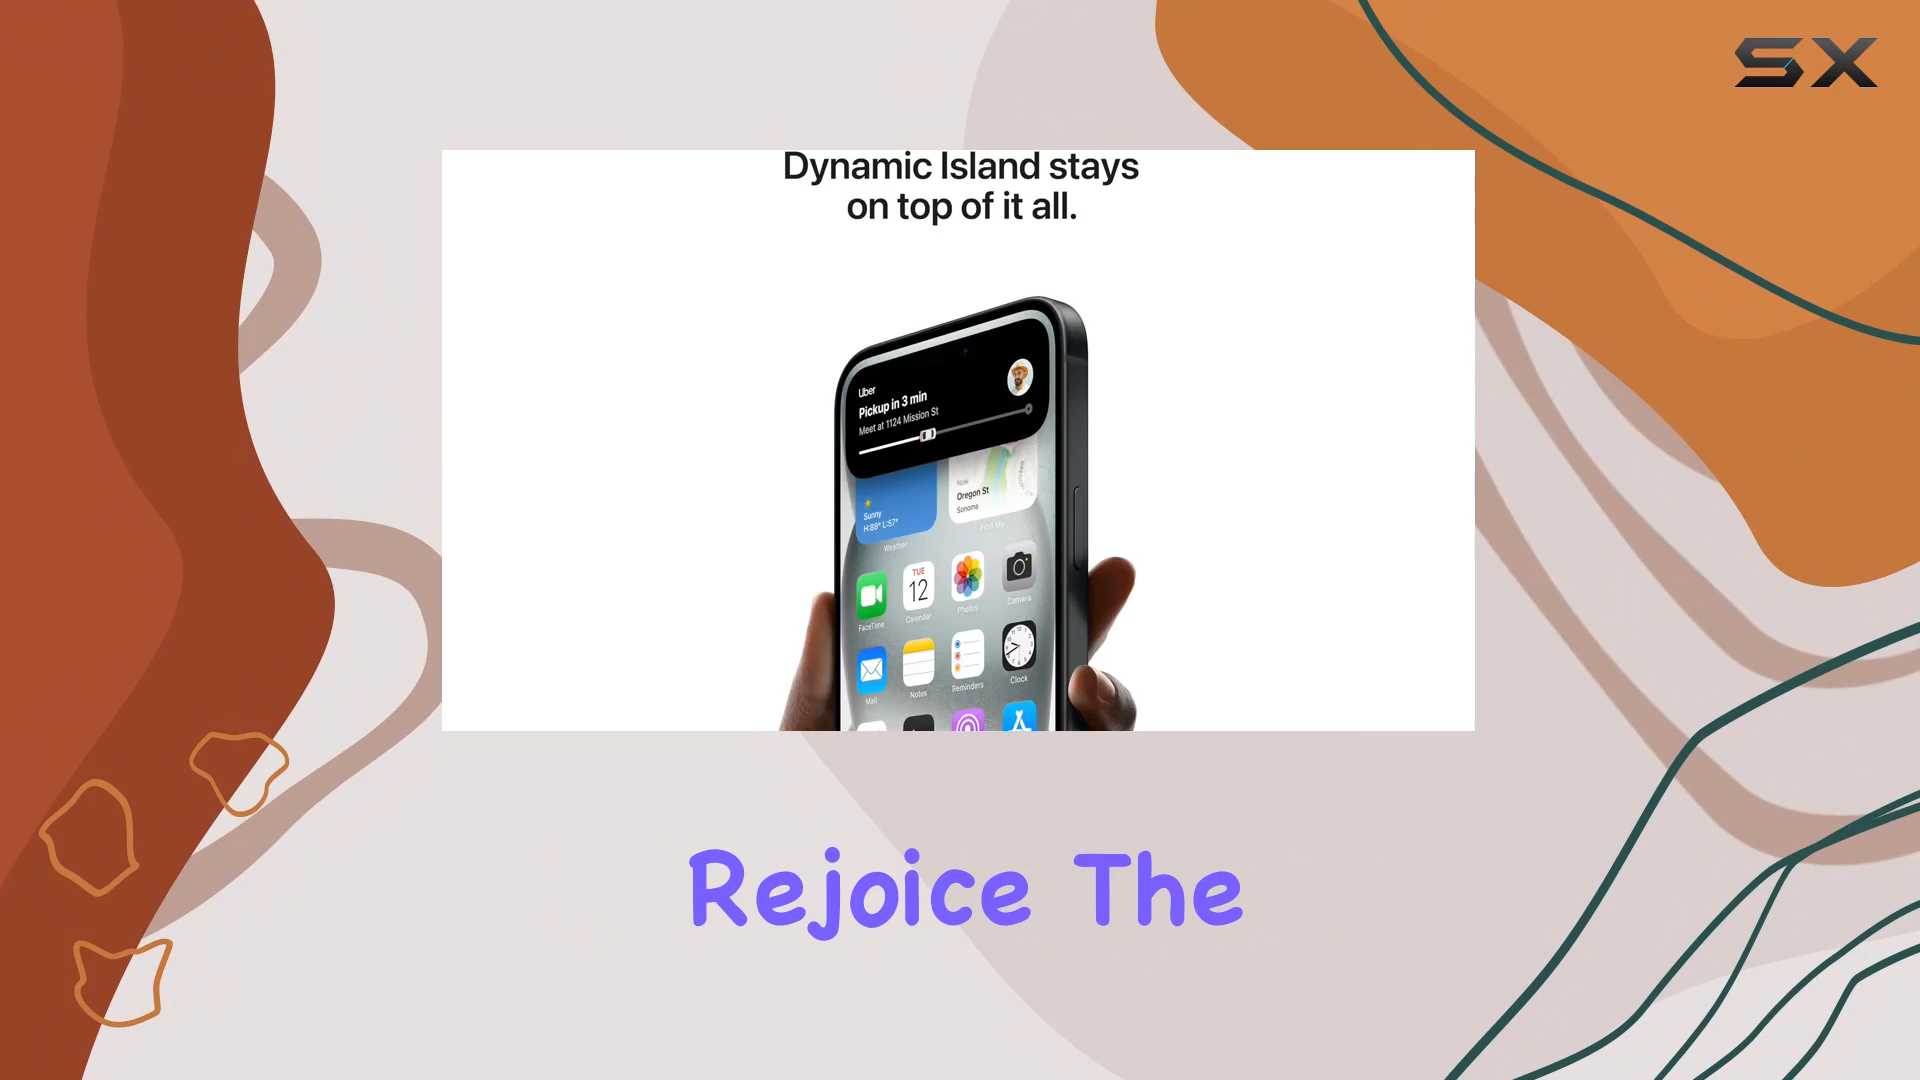 SX
Dynamic Island stays
on top of it all.
Uber
Pickup in 3 min
Meet at 1124 Mission St
Sunny
H:88° L:57°
Weather
Now
Oregon St
Sonoma
Find My
FaceTime
TUE
12
Calendar
Photos
Camera
Mail
Notes
Reminders
Clock
Rejoice The